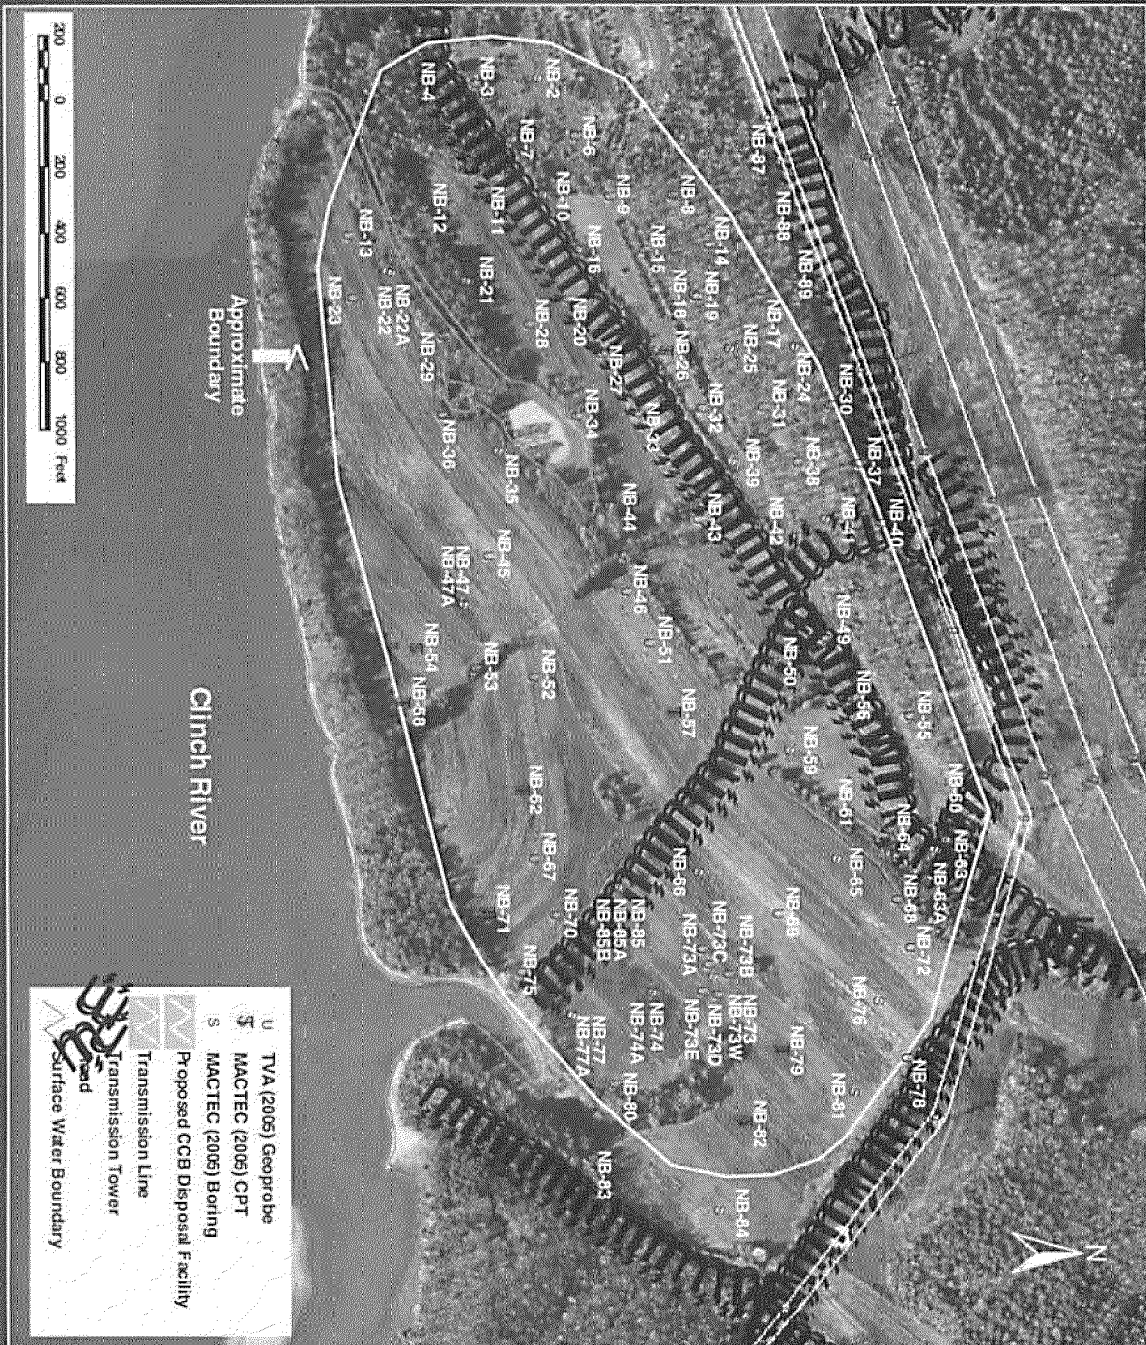 N
NB-87
NB-88
NB-89
NB-30
NB-37
NB-40
NB-2
NB-3
NB-4
NB-6
NB-7
NB-8
NB-9
NB-10
NB-11
NB-12
NB-13
NB-14
NB-15
NB-16
NB-17
NB-18
NB-19
NB-20
NB-21
NB-22A
NB-22
NB-23
NB-24
NB-25
NB-26
NB-27
NB-28
NB-29
NB-31
NB-32
NB-33
NB-34
NB-35
NB-36
NB-38
NB-39
NB-41
NB-42
NB-43
NB-44
NB-45
NB-46
NB-47
NB-47A
NB-49
NB-50
NB-51
NB-52
NB-53
NB-54
NB-55
NB-56
NB-57
NB-58
NB-59
NB-60
NB-61
NB-62
NB-63
NB-63A
NB-64
NB-65
NB-66
NB-67
NB-68
NB-69
NB-70
NB-71
NB-72
NB-73B
NB-73C
NB-73A
NB-73
NB-73W
NB-73D
NB-73E
NB-74
NB-74A
NB-75
NB-76
NB-77
NB-77A
NB-78
NB-79
NB-80
NB-81
NB-82
NB-83
NB-84
NB-85
NB-85A
NB-85B
Approximate
Boundary
Clinch River
200 0 200 400 600 800 1000 Feet
U TVA (2005) Geoprobe
MACTEC (2005) CPT
S MACTEC (2005) Boring
Proposed CCB Disposal Facility
Transmission Line
Transmission Tower
Surface Water Boundary